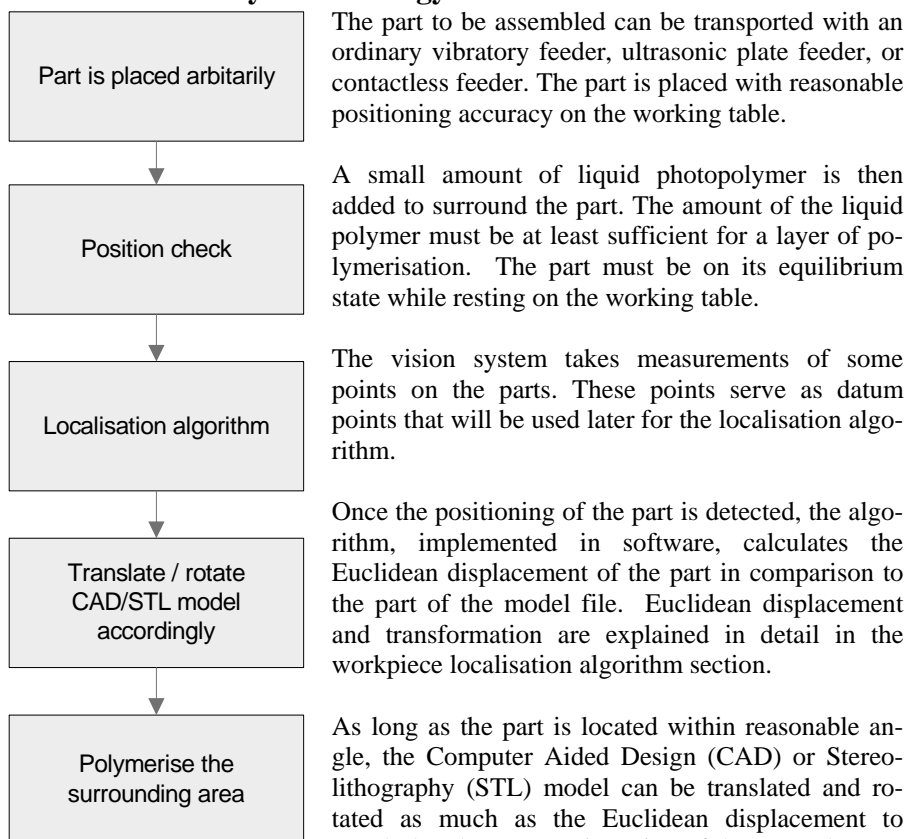 Part is placed arbitarily
Position check
Localisation algorithm
Translate / rotate
CAD/STL model
accordingly
Polymerise the
surrounding area
The part to be assembled can be transported with an
ordinary vibratory feeder, ultrasonic plate feeder, or
contactless feeder. The part is placed with reasonable
positioning accuracy on the working table.
A small amount of liquid photopolymer is then
added to surround the part. The amount of the liquid
polymer must be at least sufficient for a layer of po-
lymerisation. The part must be on its equilibrium
state while resting on the working table.
The vision system takes measurements of some
points on the parts. These points serve as datum
points that will be used later for the localisation algo-
rithm.
Once the positioning of the part is detected, the algo-
rithm, implemented in software, calculates the
Euclidean displacement of the part in comparison to
the part of the model file. Euclidean displacement
and transformation are explained in detail in the
workpiece localisation algorithm section.
As long as the part is located within reasonable an-
gle, the Computer Aided Design (CAD) or Stereo-
lithography (STL) model can be translated and ro-
tated as much as the Euclidean displacement to